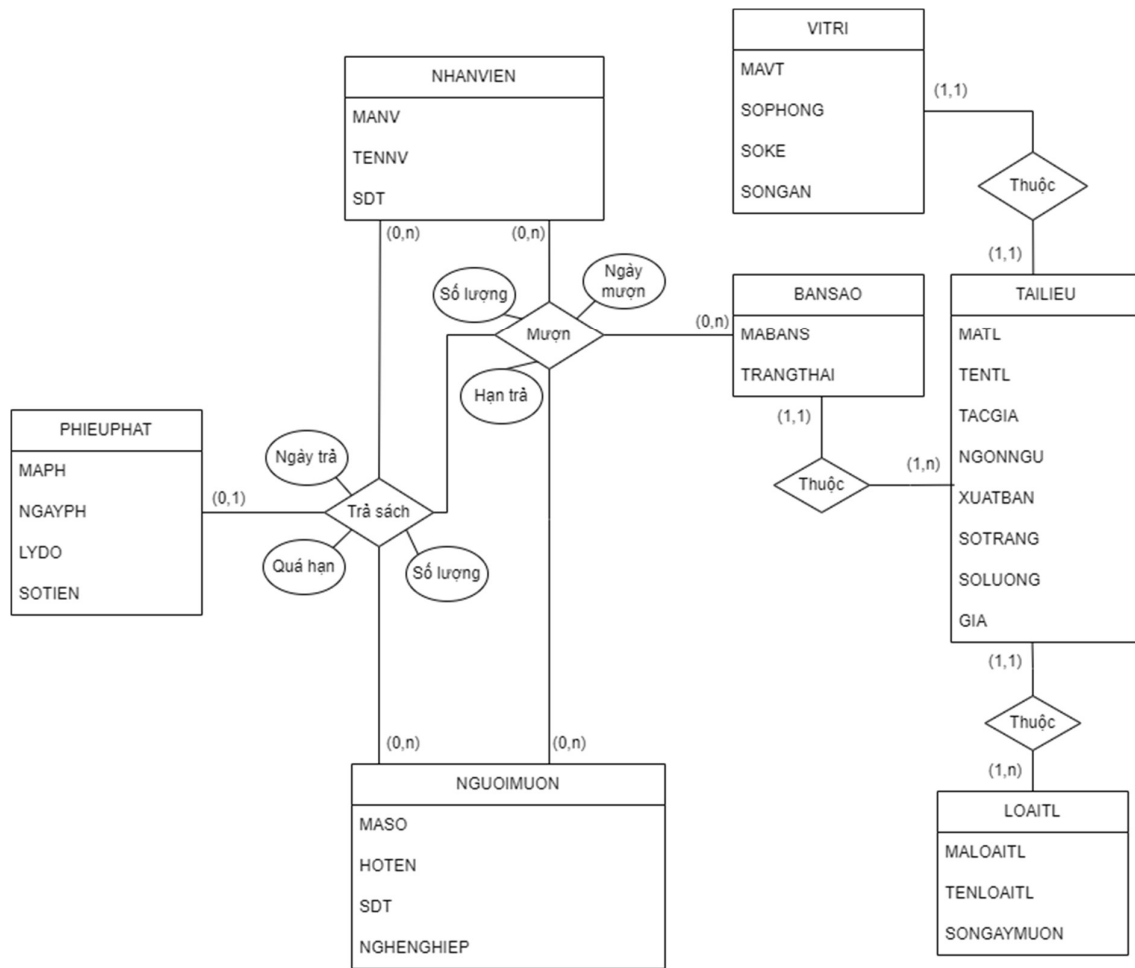 VITRI
MAVT
SOPHONG
SOKE
SONGAN
(1,1)
Thuộc
(1,1)
NHANVIEN
MANV
TENNV
SDT
(0,n)
(0,n)
Số lượng
Ngày
mượn
Mượn
Hạn trả
(0,n)
BANSAO
MABANS
TRANGTHAI
(1,1)
Thuộc
(1,n)
TAILIEU
MATL
TENTL
TACGIA
NGONNGU
XUATBAN
SOTRANG
SOLUONG
GIA
(1,1)
Thuộc
(1,n)
LOAITL
MALOAITL
TENLOAITL
SONGAYMUON
PHIEUPHAT
MAPH
NGAYPH
LYDO
SOTIEN
(0,1)
Ngày trả
Trả sách
Quá hạn
Số lượng
(0,n)
(0,n)
NGUOIMUON
MASO
HOTEN
SDT
NGHENGHIEP